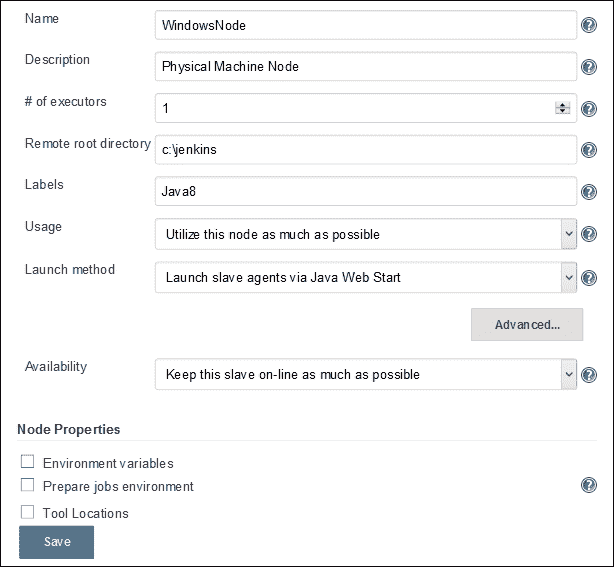 Name WindowsNode
Description Physical Machine Node
# of executors 1
Remote root directory c:\jenkins
Labels Java8
Usage Utilize this node as much as possible
Launch method Launch slave agents via Java Web Start
Advanced...
Availability Keep this slave on-line as much as possible
Node Properties
Environment variables
Prepare jobs environment
Tool Locations
Save